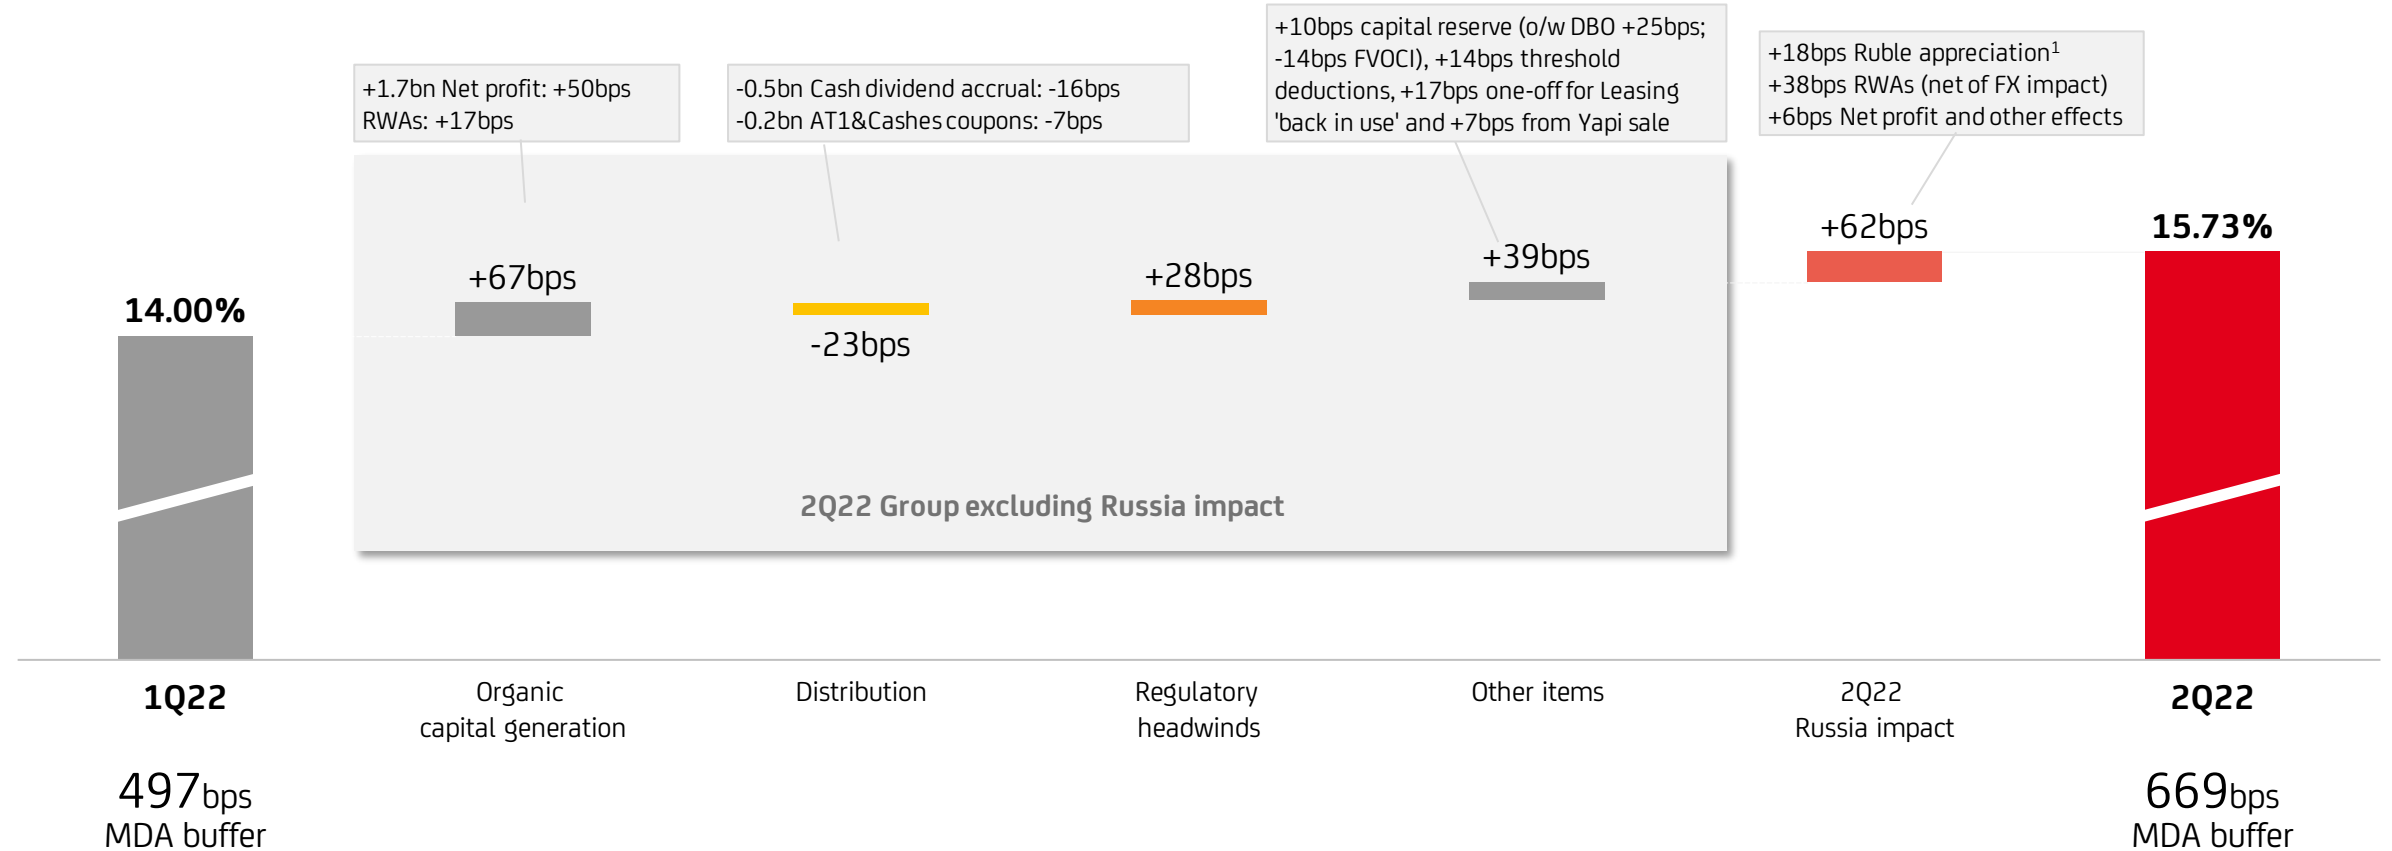 +1.7bn Net profit: +50bps
RWAs: +17bps
-0.5bn Cash dividend accrual: -16bps
-0.2bn AT1&Cashes coupons: -7bps
+10bps capital reserve (o/w DBO +25bps;
-14bps FVOCI), +14bps threshold
deductions, +17bps one-off for Leasing
'back in use' and +7bps from Yapi sale
+18bps Ruble appreciation¹
+38bps RWAs (net of FX impact)
+6bps Net profit and other effects
14.00%
+67bps
-23bps
+28bps
+39bps
+62bps
15.73%
2Q22 Group excluding Russia impact
1Q22
Organic
capital generation
Distribution
Regulatory
headwinds
Other items
2Q22
Russia impact
2Q22
497bps
MDA buffer
669bps
MDA buffer